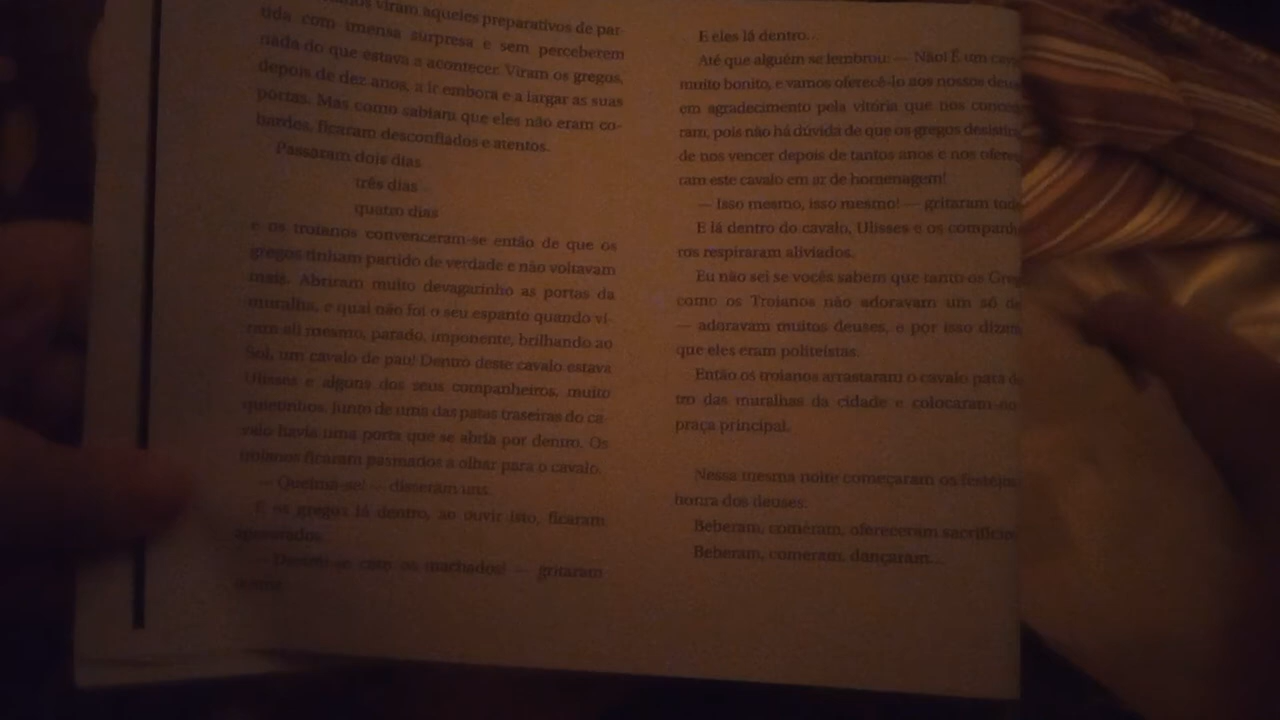 viram aqueles preparativos de par-
tida com imensa surpresa e sem perceberem
nada do que estava a acontecer. Viram os gregos,
depois de dez anos, a ir embora e a largar as suas
portas. Mas como sabiam que eles não eram co-
bardes, ficaram desconfiados e atentos.
Passaram dois dias
três dias
quatro dias
e os troianos convenceram-se então de que os
gregos tinham partido de verdade e não voltavam
mais. Abriram muito devagarinho as portas da
muralha, e qual não foi o seu espanto quando vi-
ram ali mesmo, parado, imponente, brilhando ao
Sol, um cavalo de pau! Dentro deste cavalo estava
Ulisses e alguns dos seus companheiros, muito
quietinhos. Junto de uma das patas traseiras do ca-
valo havia uma porta que se abria por dentro. Os
troianos ficaram pasmados a olhar para o cavalo.
— Queima-se! — disseram uns.
E os gregos lá dentro, ao ouvir isto, ficaram
apavorados.
com os machados! — gritaram
E eles lá dentro...
Até que alguém se lembrou: — Não! É um
muito bonito, e vamos oferecê-lo aos nossos
em agradecimento pela vitória que nos
ram, pois não há dúvida de que os gregos
de nos vencer depois de tantos anos e nos
ram este cavalo em ar de homenagem!
— Isso mesmo, isso mesmo! — gritaram
E lá dentro do cavalo, Ulisses e os
ros respiraram aliviados.
Eu não sei se vocês sabem que tanto os
como os Troianos não adoravam um só
— adoravam muitos deuses, e por isso
que eles eram politeístas.
Então os troianos arrastaram o cavalo para
tro das muralhas da cidade e colocaram-no
praça principal.
Nessa mesma noite começaram os
honra dos deuses.
Beberam, comeram, ofereceram
Beberam, comeram, dançaram...